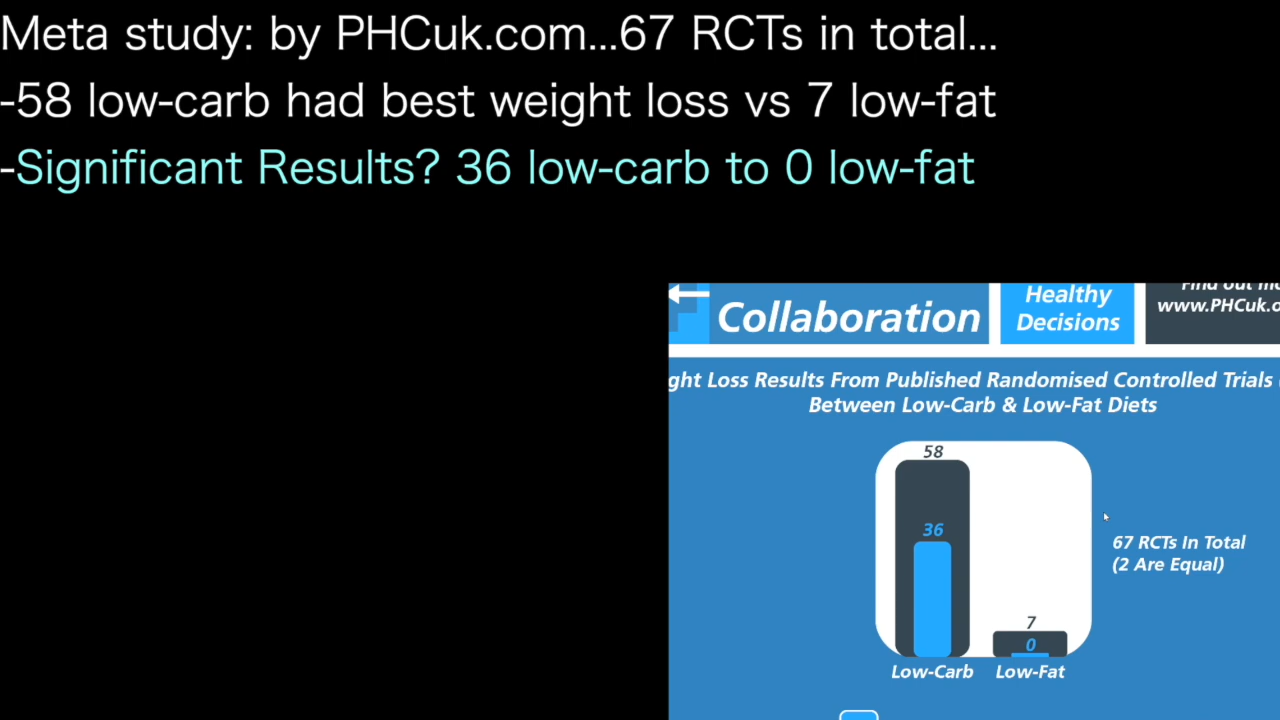 Meta study: by PHCuk.com...67 RCTs in total...
-58 low-carb had best weight loss vs 7 low-fat
-Significant Results? 36 low-carb to 0 low-fat
Collaboration
Healthy
Decisions
Find out mo
www.PHCuk.o
ght Loss Results From Published Randomised Controlled Trials
Between Low-Carb & Low-Fat Diets
58
36
7
0
67 RCTs In Total
(2 Are Equal)
Low-Carb
Low-Fat